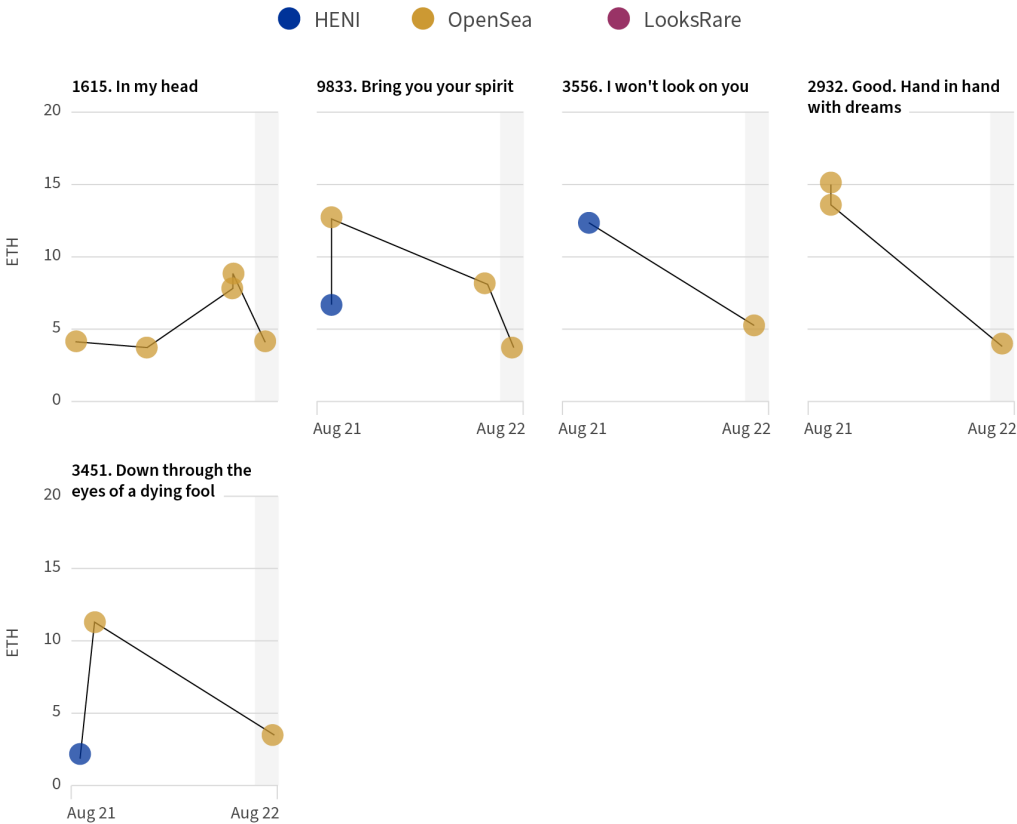 HENI OpenSea LooksRare
1615. In my head
9833. Bring you your spirit
3556. I won't look on you
2932. Good. Hand in hand
with dreams
20
15
10
5
0
ETH
Aug 21 Aug 22
Aug 21 Aug 22
Aug 21 Aug 22
3451. Down through the
eyes of a dying fool
20
15
10
5
0
ETH
Aug 21 Aug 22